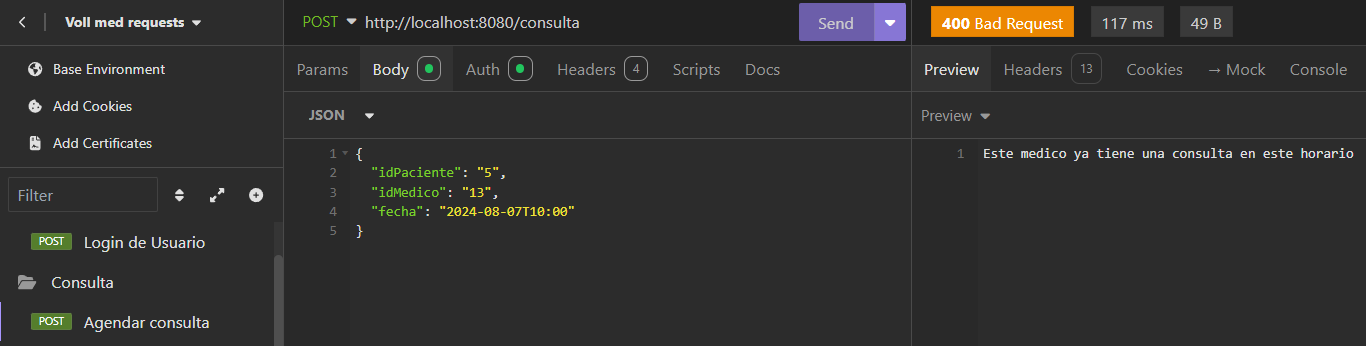 Voll med requests
Base Environment
Add Cookies
Add Certificates
Filter
POST Login de Usuario
Consulta
POST Agendar consulta
POST http://localhost:8080/consulta Send
Params Body Auth Headers 4 Scripts Docs
JSON
1 {
2 "idPaciente": "5",
3 "idMedico": "13",
4 "fecha": "2024-08-07T10:00"
5 }
400 Bad Request 117 ms 49 B
Preview Headers 13 Cookies → Mock Console
Preview
1 Este medico ya tiene una consulta en este horario